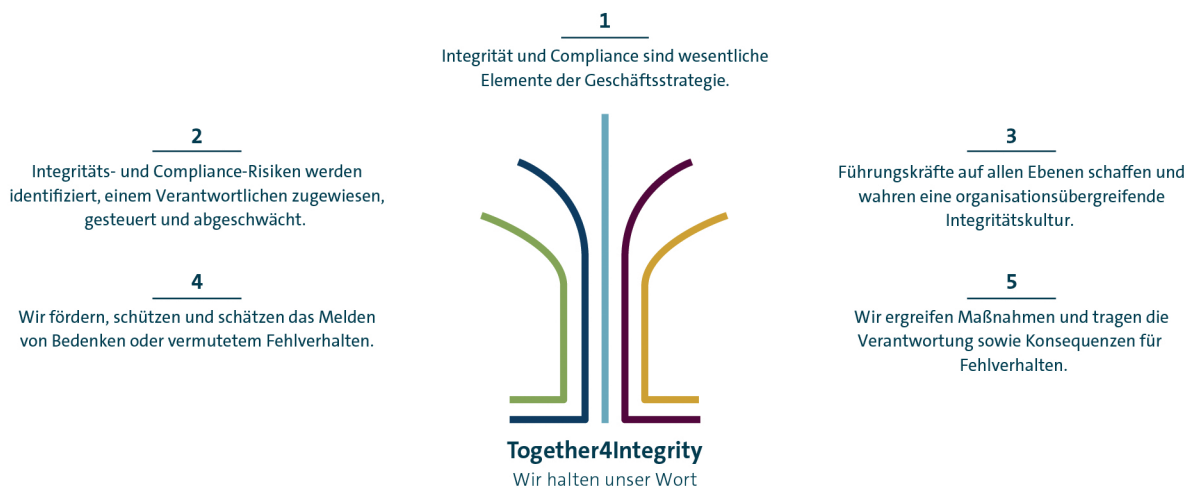 1
Integrität und Compliance sind wesentliche
Elemente der Geschäftsstrategie.
2
Integritäts- und Compliance-Risiken werden
identifiziert, einem Verantwortlichen zugewiesen,
gesteuert und abgeschwächt.
3
Führungskräfte auf allen Ebenen schaffen und
wahren eine organisationsübergreifende
Integritätskultur.
4
Wir fördern, schützen und schätzen das Melden
von Bedenken oder vermutetem Fehlverhalten.
5
Wir ergreifen Maßnahmen und tragen die
Verantwortung sowie Konsequenzen für
Fehlverhalten.
Together4Integrity
Wir halten unser Wort